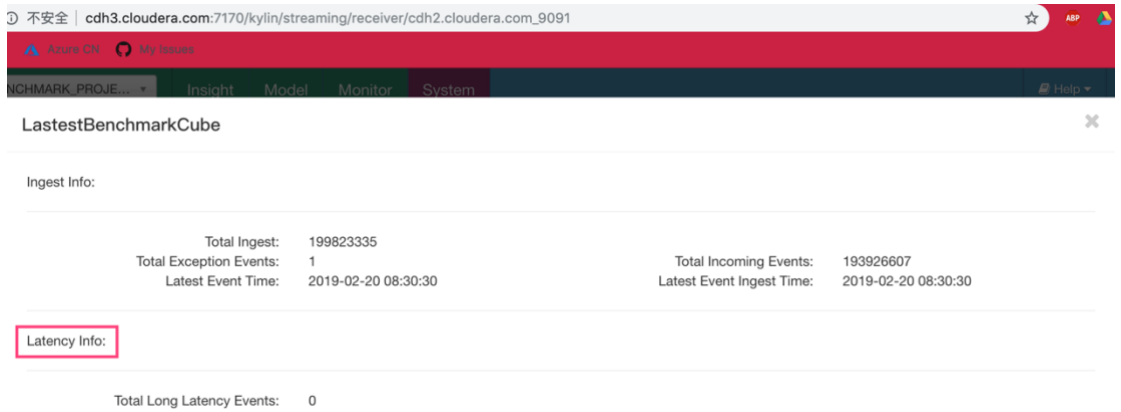 不安全 | cdh3.cloudera.com:7170/kylin/streaming/receiver/cdh2.cloudera.com_9091
ABP
Azure CN My Issues
NCHMARK_PROJE... Insight Model Monitor System Help
LastestBenchmarkCube
Ingest Info:
Total Ingest: 199823335
Total Exception Events: 1 Total Incoming Events: 193926607
Latest Event Time: 2019-02-20 08:30:30 Latest Event Ingest Time: 2019-02-20 08:30:30
Latency Info:
Total Long Latency Events: 0